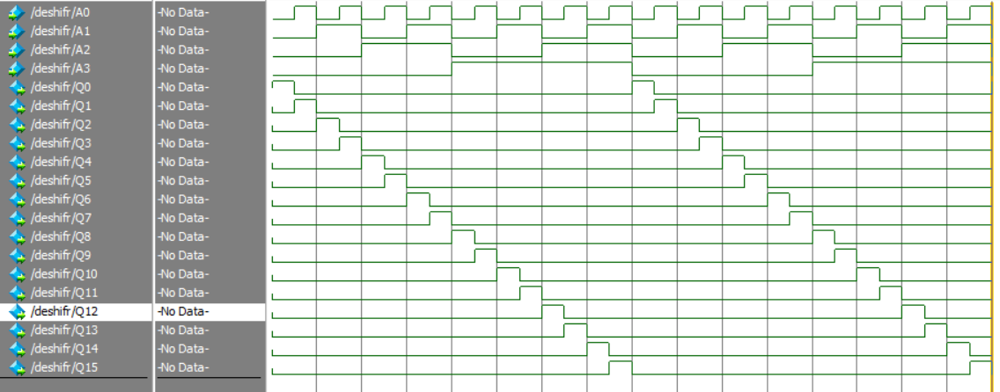 /deshifr/A0 -No Data-
/deshifr/A1 -No Data-
/deshifr/A2 -No Data-
/deshifr/A3 -No Data-
/deshifr/Q0 -No Data-
/deshifr/Q1 -No Data-
/deshifr/Q2 -No Data-
/deshifr/Q3 -No Data-
/deshifr/Q4 -No Data-
/deshifr/Q5 -No Data-
/deshifr/Q6 -No Data-
/deshifr/Q7 -No Data-
/deshifr/Q8 -No Data-
/deshifr/Q9 -No Data-
/deshifr/Q10 -No Data-
/deshifr/Q11 -No Data-
/deshifr/Q12 -No Data-
/deshifr/Q13 -No Data-
/deshifr/Q14 -No Data-
/deshifr/Q15 -No Data-